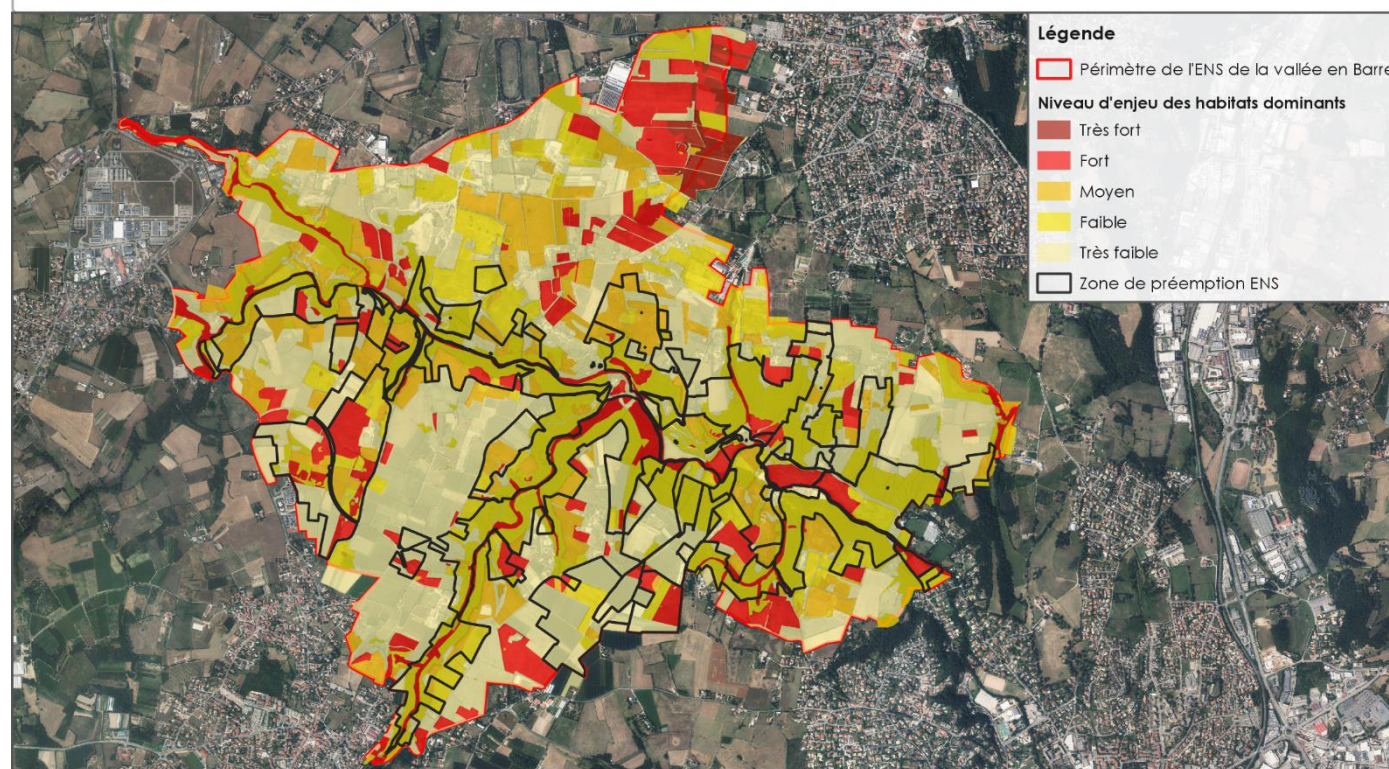 Légende
Périmètre de l'ENS de la vallée en Barre
Niveau d'enjeu des habitats dominants
Très fort
Fort
Moyen
Faible
Très faible
Zone de préemption ENS